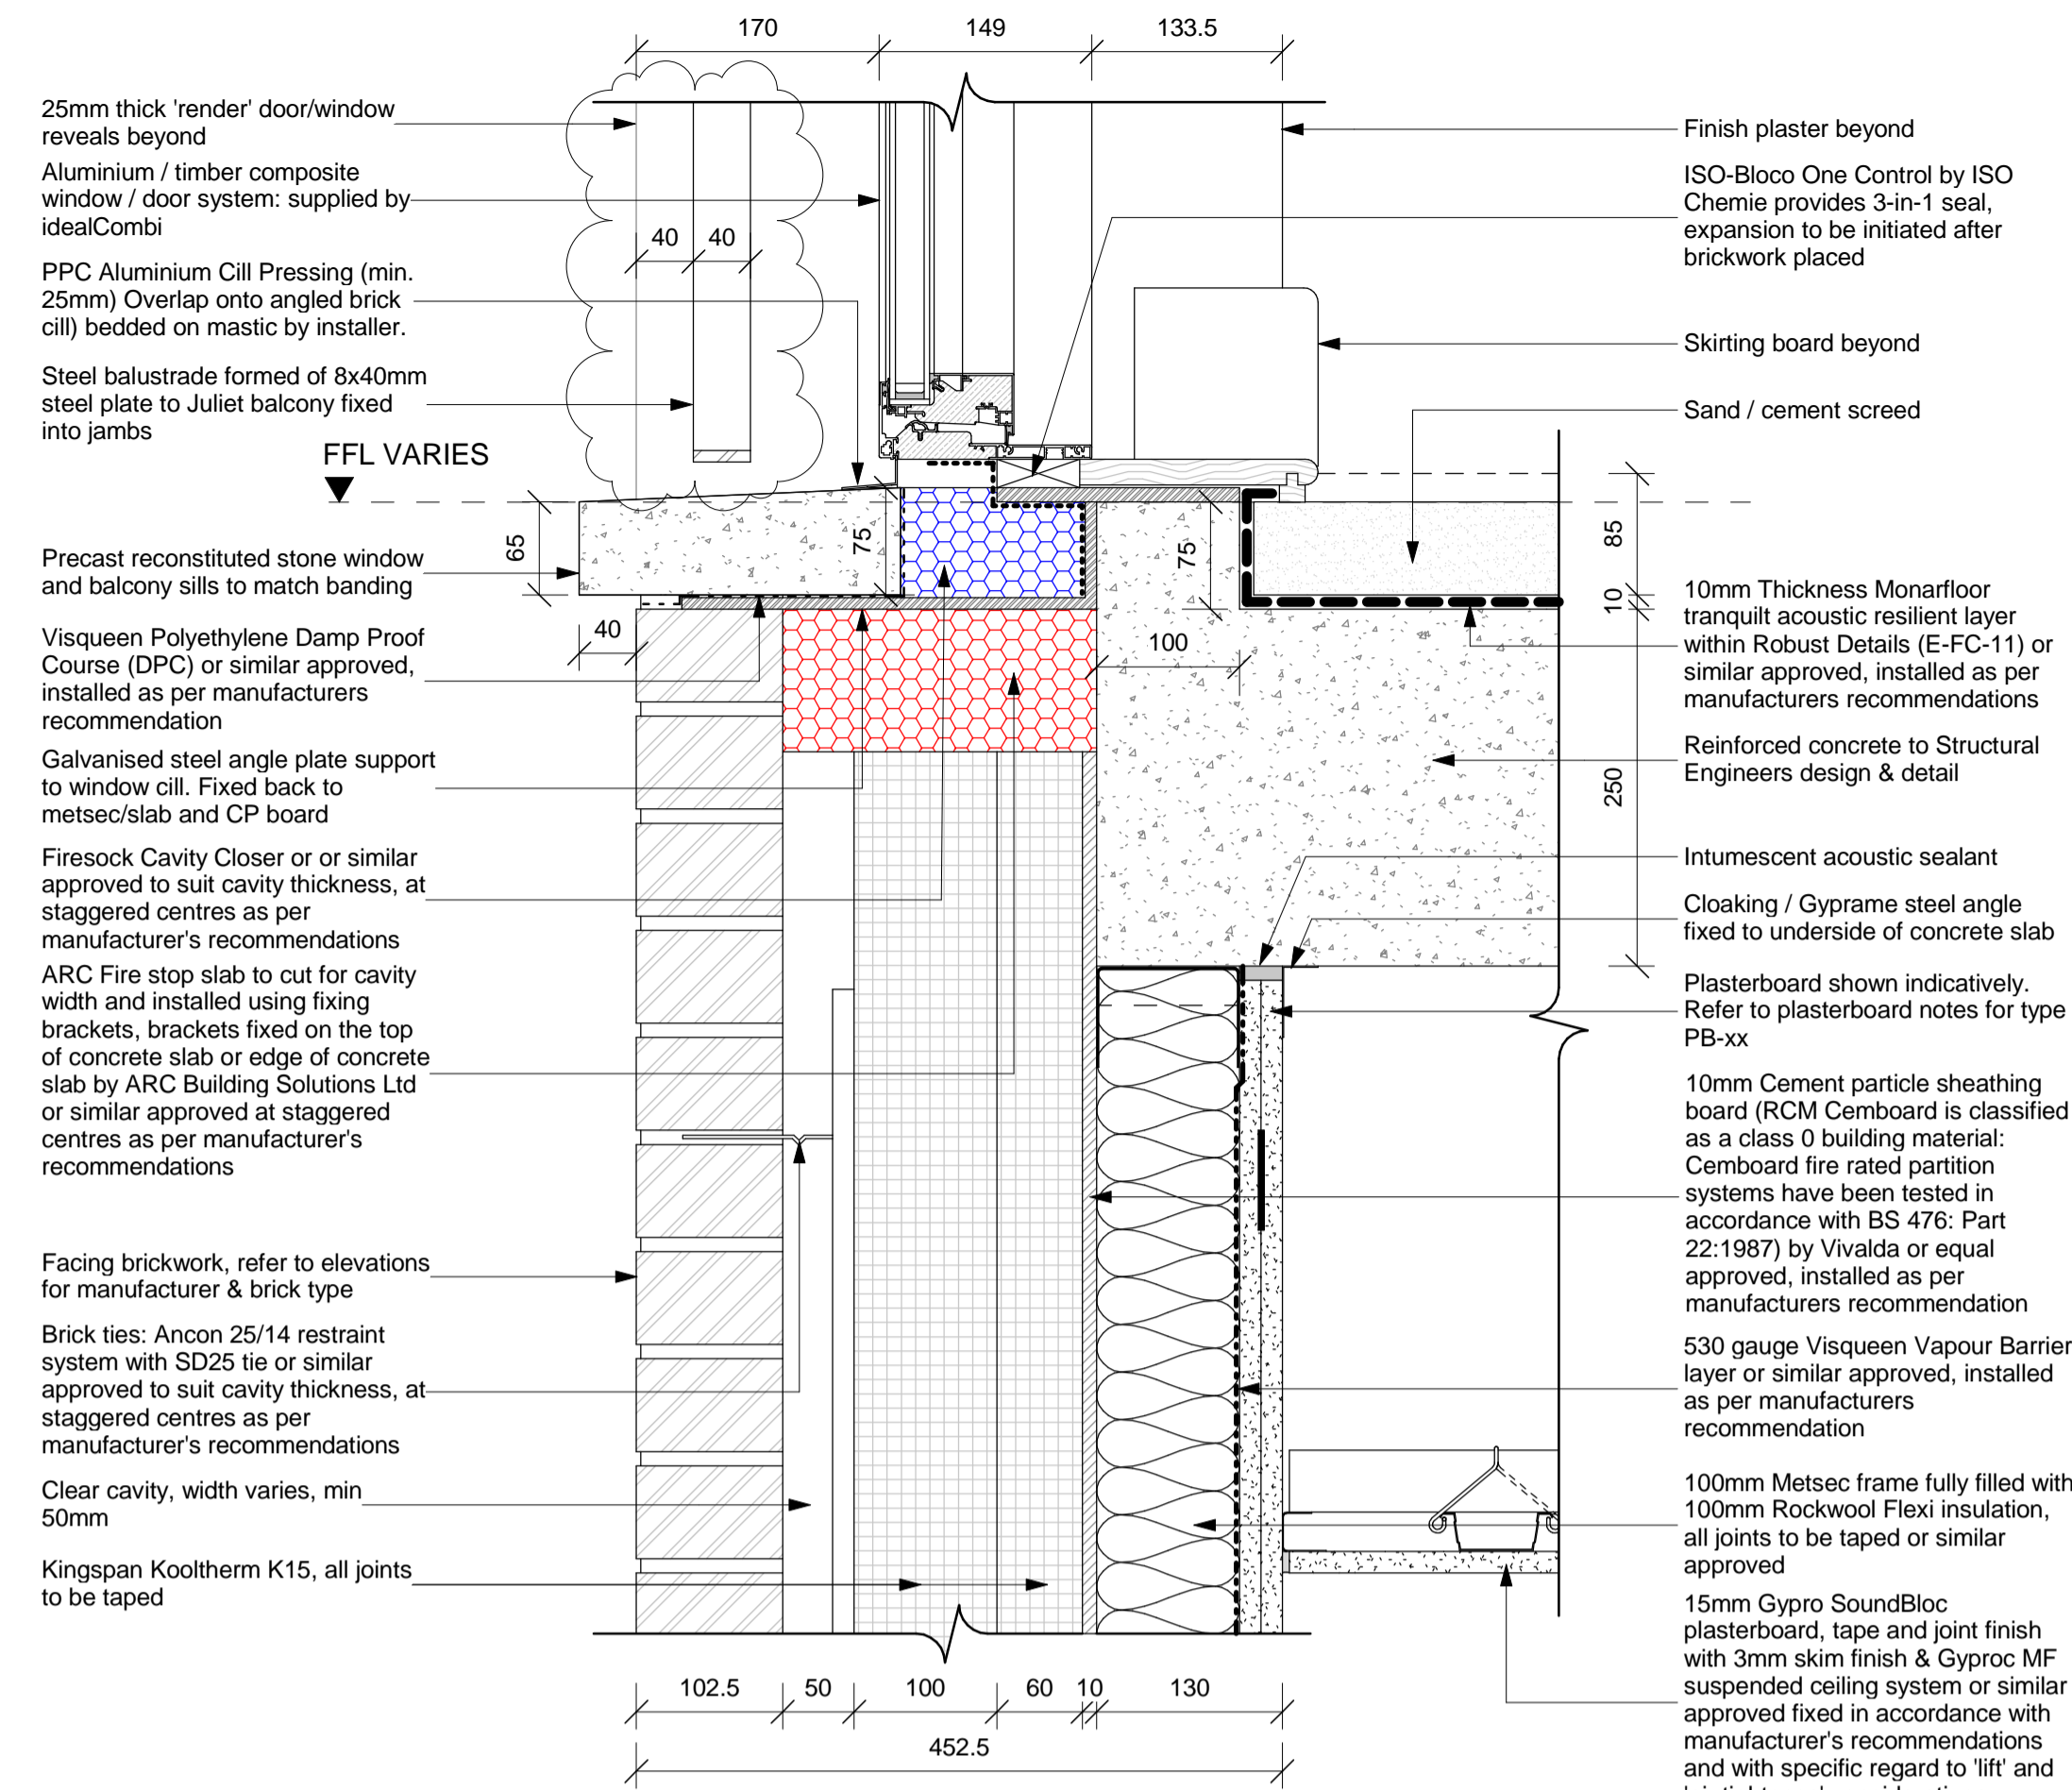 170
149
133.5
25mm thick 'render' door/window
reveals beyond
Aluminium / timber composite
window / door system: supplied by
idealCombi
40
40
PPC Aluminium Cill Pressing (min.
25mm) Overlap onto angled brick
cill) bedded on mastic by installer.
Steel balustrade formed of 8x40mm
steel plate to Juliet balcony fixed
into jambs
FFL VARIES
65
75
75
85
10
10
40
100
250
Precast reconstituted stone window
and balcony sills to match banding
Visqueen Polyethylene Damp Proof
Course (DPC) or similar approved,
installed as per manufacturers
recommendation
Galvanised steel angle plate support
to window cill. Fixed back to
metsec/slab and CP board
Firesock Cavity Closer or or similar
approved to suit cavity thickness, at
staggered centres as per
manufacturer's recommendations
ARC Fire stop slab to cut for cavity
width and installed using fixing
brackets, brackets fixed on the top
of concrete slab or edge of concrete
slab by ARC Building Solutions Ltd
or similar approved at staggered
centres as per manufacturer's
recommendations
Facing brickwork, refer to elevations
for manufacturer & brick type
Brick ties: Ancon 25/14 restraint
system with SD25 tie or similar
approved to suit cavity thickness, at
staggered centres as per
manufacturer's recommendations
Clear cavity, width varies, min
50mm
Kingspan Kooltherm K15, all joints
to be taped
Finish plaster beyond
ISO-Bloco One Control by ISO
Chemie provides 3-in-1 seal,
expansion to be initiated after
brickwork placed
Skirting board beyond
Sand / cement screed
10mm Thickness Monarfloor
tranquilt acoustic resilient layer
within Robust Details (E-FC-11) or
similar approved, installed as per
manufacturers recommendations
Reinforced concrete to Structural
Engineers design & detail
Intumescent acoustic sealant
Cloaking / Gyprame steel angle
fixed to underside of concrete slab
Plasterboard shown indicatively.
Refer to plasterboard notes for type
PB-xx
10mm Cement particle sheathing
board (RCM Cemboard is classified
as a class 0 building material:
Cemboard fire rated partition
systems have been tested in
accordance with BS 476: Part
22:1987) by Vivalda or equal
approved, installed as per
manufacturers recommendation
530 gauge Visqueen Vapour Barrier
layer or similar approved, installed
as per manufacturers
recommendation
100mm Metsec frame fully filled with
100mm Rockwool Flexi insulation,
all joints to be taped or similar
approved
15mm Gypro SoundBloc
plasterboard, tape and joint finish
with 3mm skim finish & Gyproc MF
suspended ceiling system or similar
approved fixed in accordance with
manufacturer's recommendations
and with specific regard to 'lift' and
102.5
50
100
60
10
130
452.5